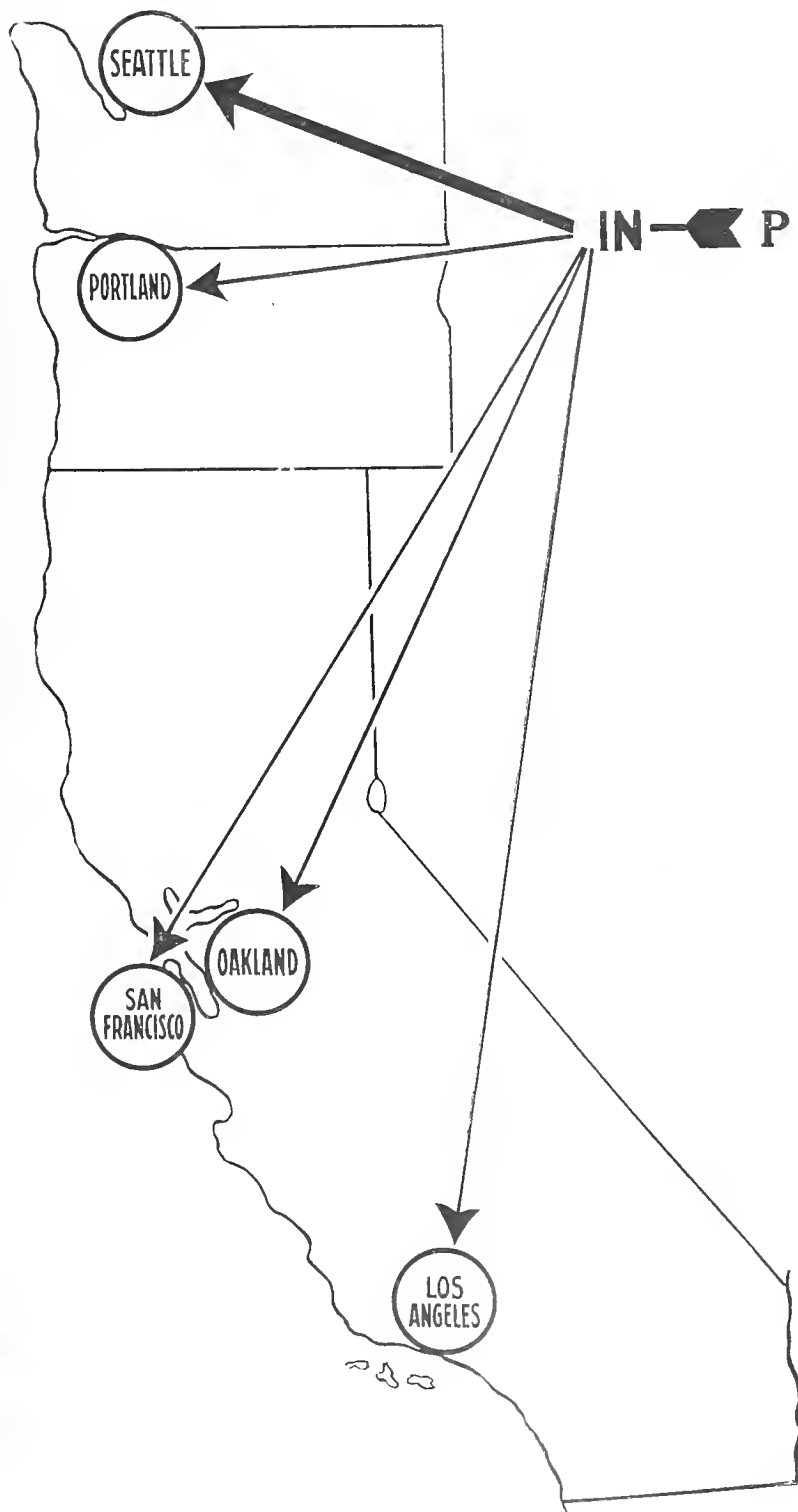 SEATTLE
IN P
PORTLAND
OAKLAND
SAN
FRANCISCO
LOS
ANGELES